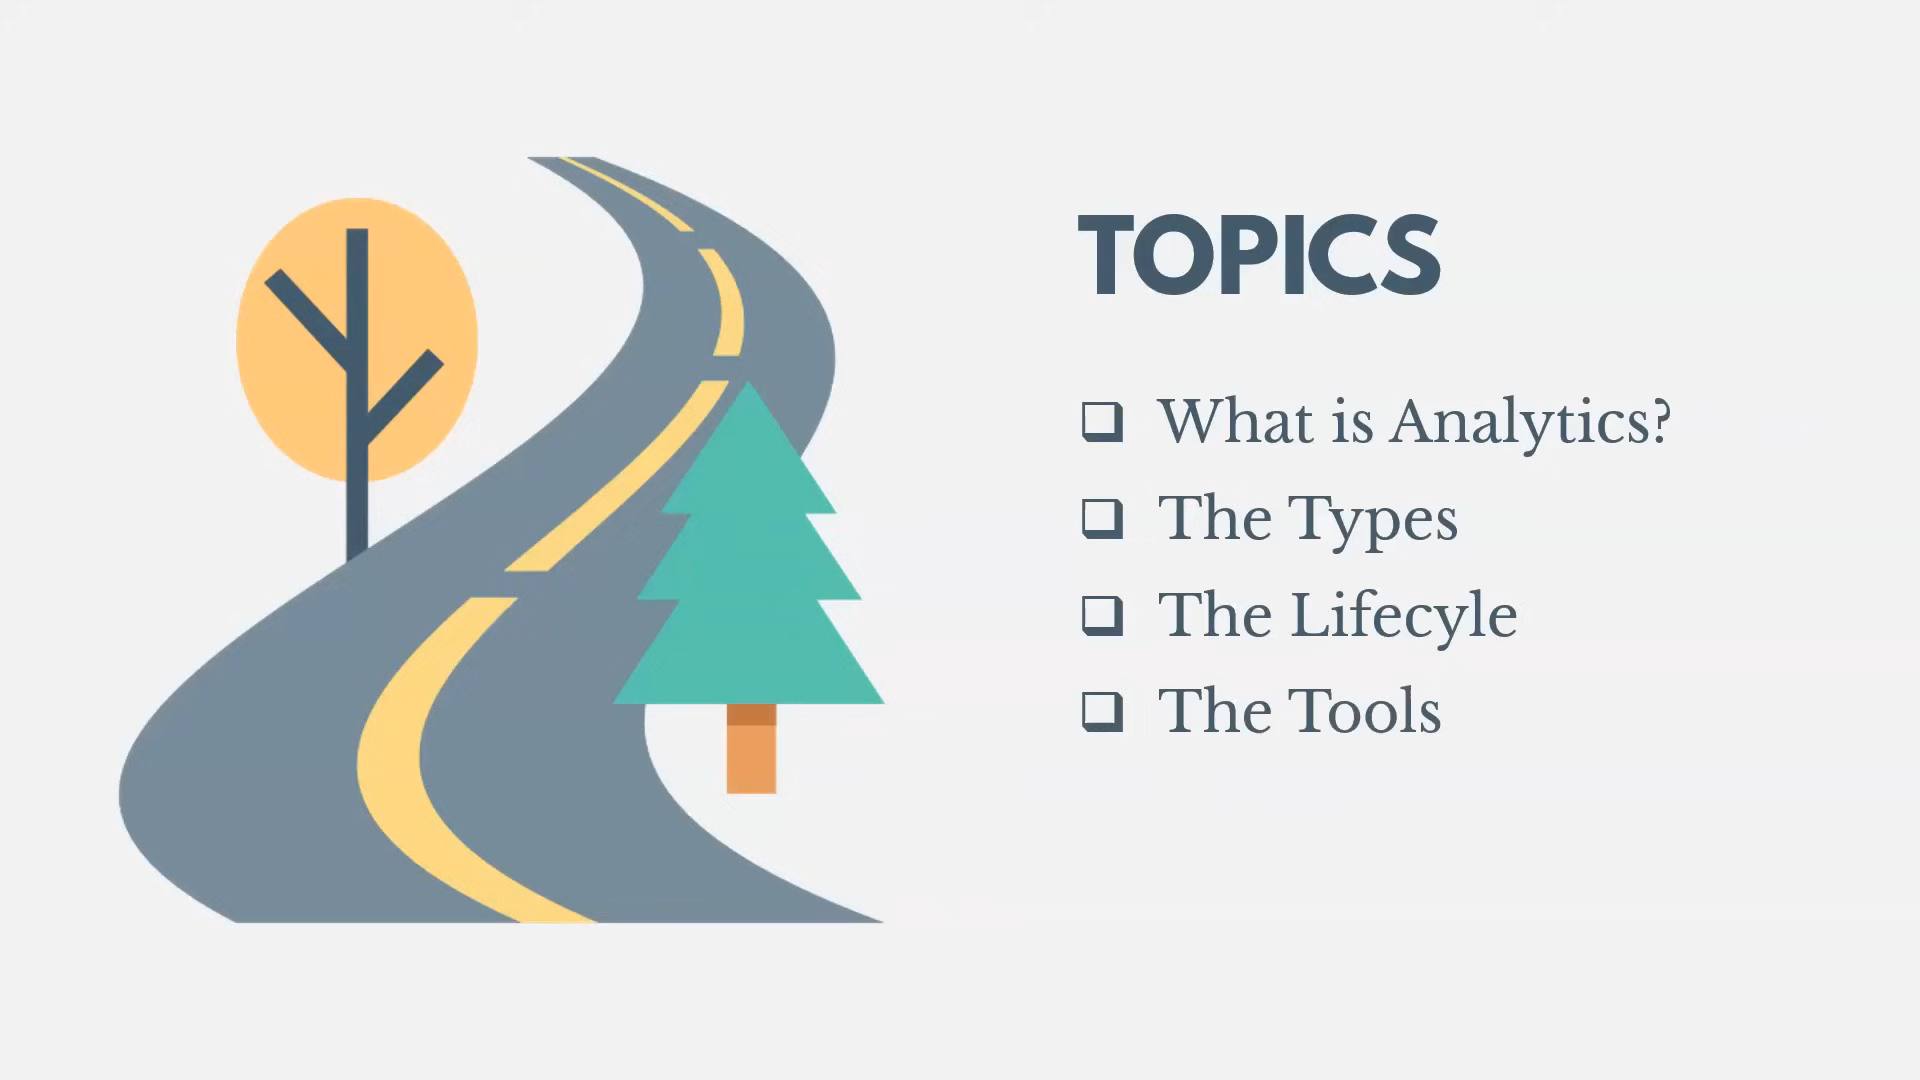 TOPICS
❑ What is Analytics?
❑ The Types
❑ The Lifecyle
❑ The Tools